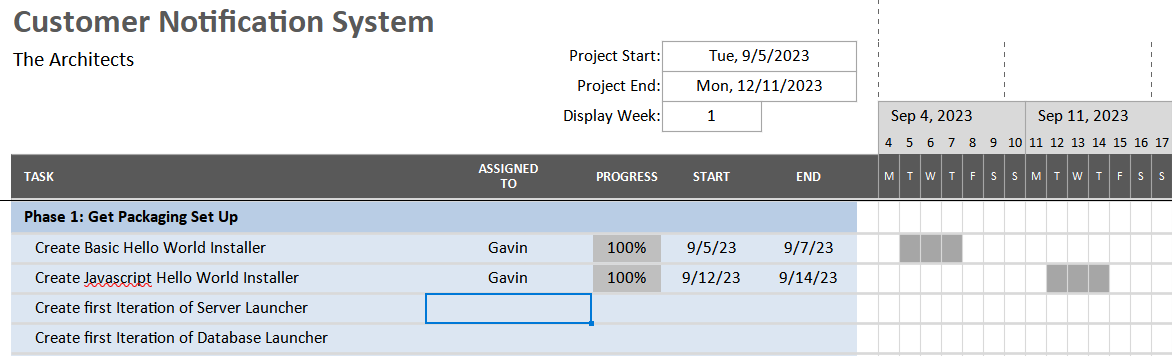 Customer Notification System
The Architects
Project Start: Tue, 9/5/2023
Project End: Mon, 12/11/2023
Display Week: 1
Sep 4, 2023 Sep 11, 2023
4 5 6 7 8 9 10 11 12 13 14 15 16 17
TASK ASSIGNED TO PROGRESS START END M T W T F S S M T W T F S S
Phase 1: Get Packaging Set Up
Create Basic Hello World Installer Gavin 100% 9/5/23 9/7/23
Create Javascript Hello World Installer Gavin 100% 9/12/23 9/14/23
Create first Iteration of Server Launcher
Create first Iteration of Database Launcher